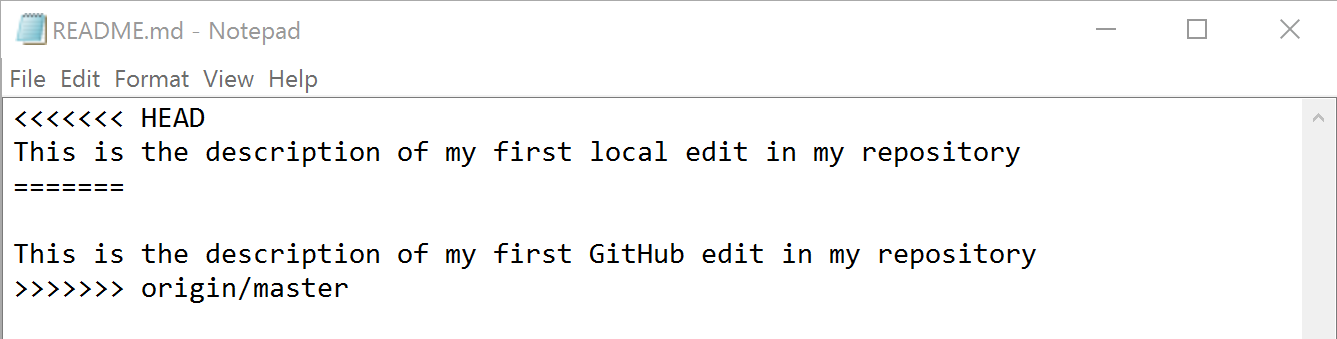 README.md - Notepad
File Edit Format View Help
<<<<<<< HEAD
This is the description of my first local edit in my repository
=======
This is the description of my first GitHub edit in my repository
>>>>>>> origin/master